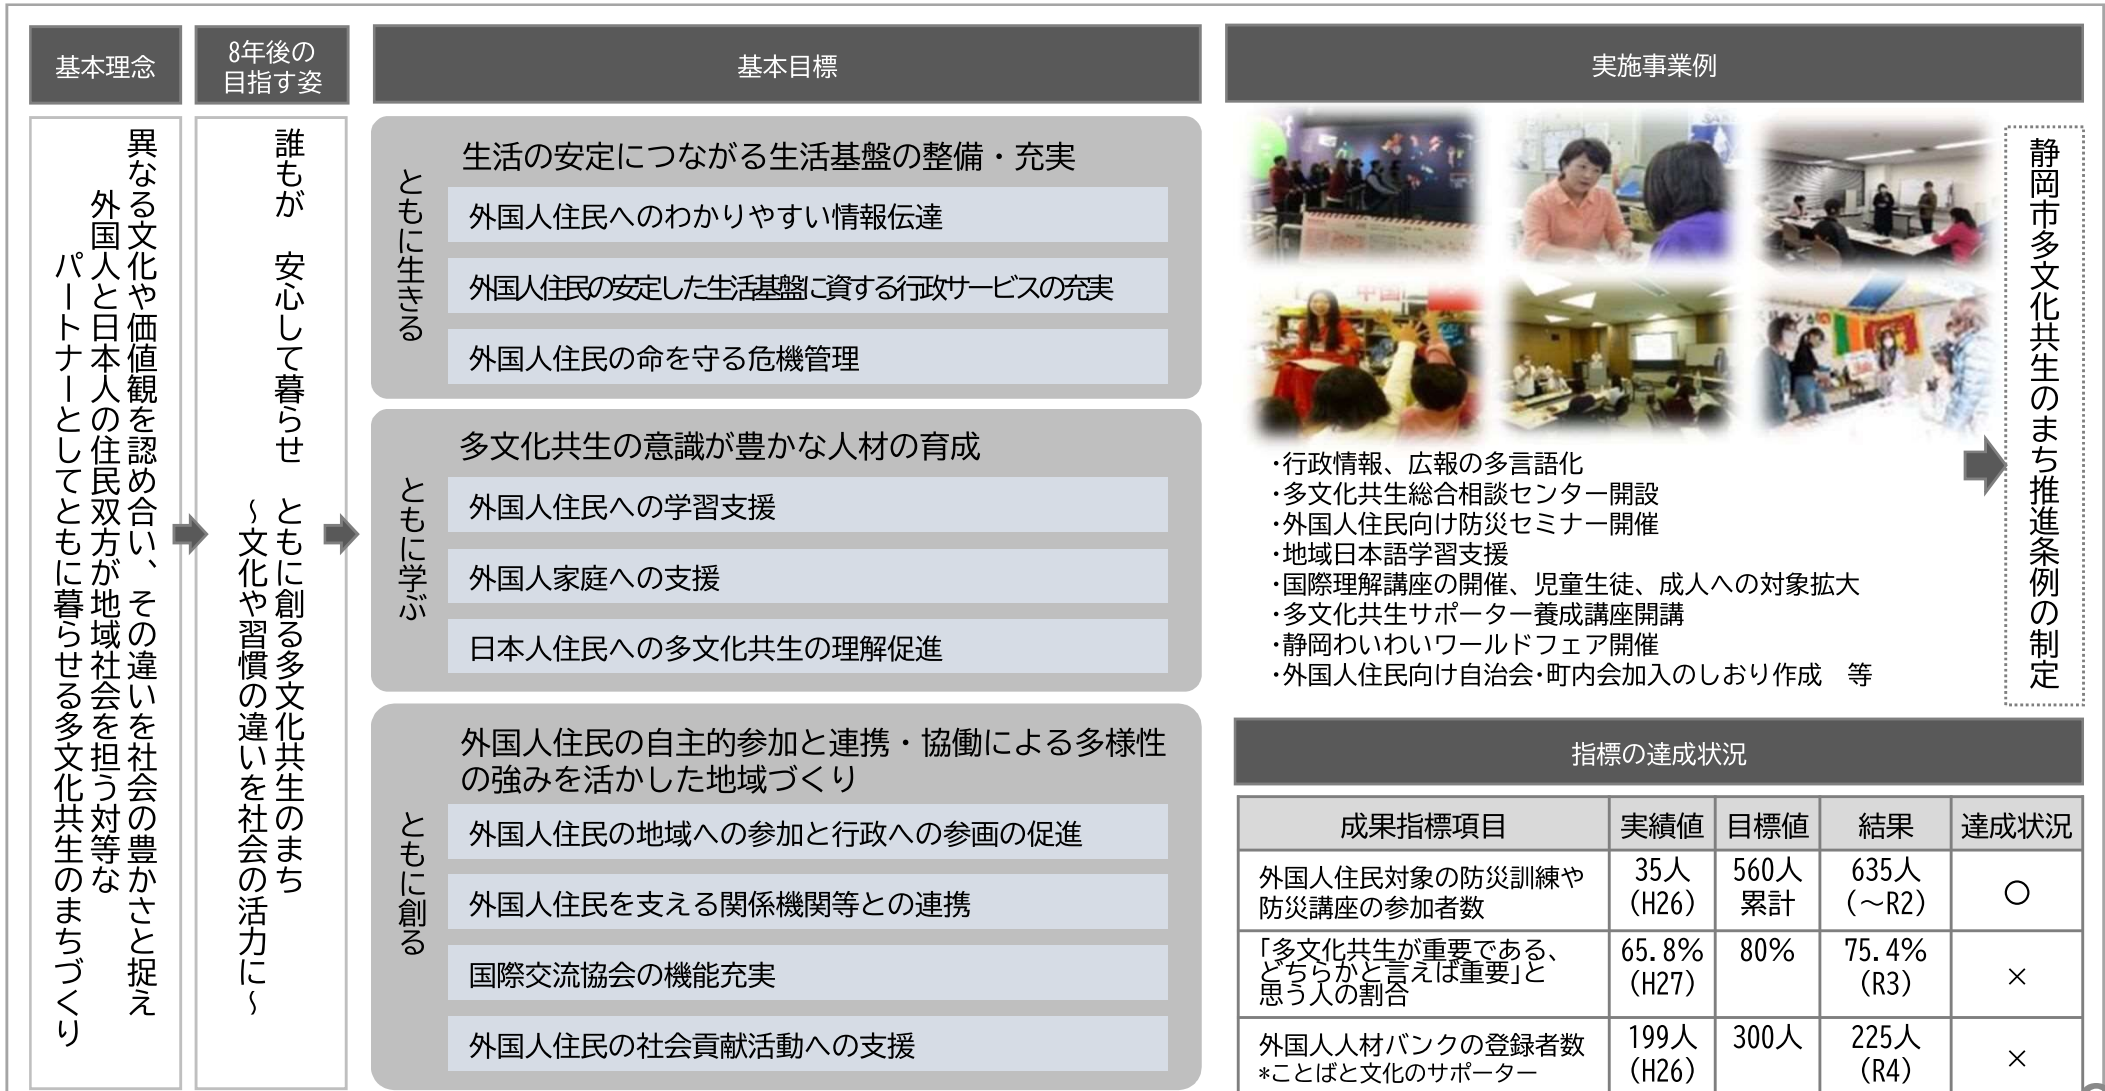 基本理念
異なる文化や価値観を認め合い、その違いを社会の豊かさと捉え
外国人と日本人の住民双方が地域社会を担う対等な
パートナーとしてともに暮らせる多文化共生のまちづくり
8年後の
目指す姿
誰もが　安心して暮らせ　ともに創る多文化共生のまち
～文化や習慣の違いを社会の活力に～
基本目標
ともに生きる
生活の安定につながる生活基盤の整備・充実
外国人住民へのわかりやすい情報伝達
外国人住民の安定した生活基盤に資する行政サービスの充実
外国人住民の命を守る危機管理
ともに学ぶ
多文化共生の意識が豊かな人材の育成
外国人住民への学習支援
外国人家庭への支援
日本人住民への多文化共生の理解促進
ともに創る
外国人住民の自主的参加と連携・協働による多様性
の強みを活かした地域づくり
外国人住民の地域への参加と行政への参画の促進
外国人住民を支える関係機関等との連携
国際交流協会の機能充実
外国人住民の社会貢献活動への支援
実施事業例
・行政情報、広報の多言語化
・多文化共生総合相談センター開設
・外国人住民向け防災セミナー開催
・地域日本語学習支援
・国際理解講座の開催、児童生徒、成人への対象拡大
・多文化共生サポーター養成講座開講
・静岡わいわいワールドフェア開催
・外国人住民向け自治会・町内会加入のしおり作成　等
静岡市多文化共生のまち推進条例の制定
指標の達成状況
成果指標項目 実績値 目標値 結果 達成状況
外国人住民対象の防災訓練や
防災講座の参加者数
35人
(H26)
560人
累計
635人
(～R2)
○
「多文化共生が重要である、
どちらかと言えば重要」と
思う人の割合
65.8%
(H27)
80%
75.4%
(R3)
×
外国人人材バンクの登録者数
*ことばと文化のサポーター
199人
(H26)
300人
225人
(R4)
×